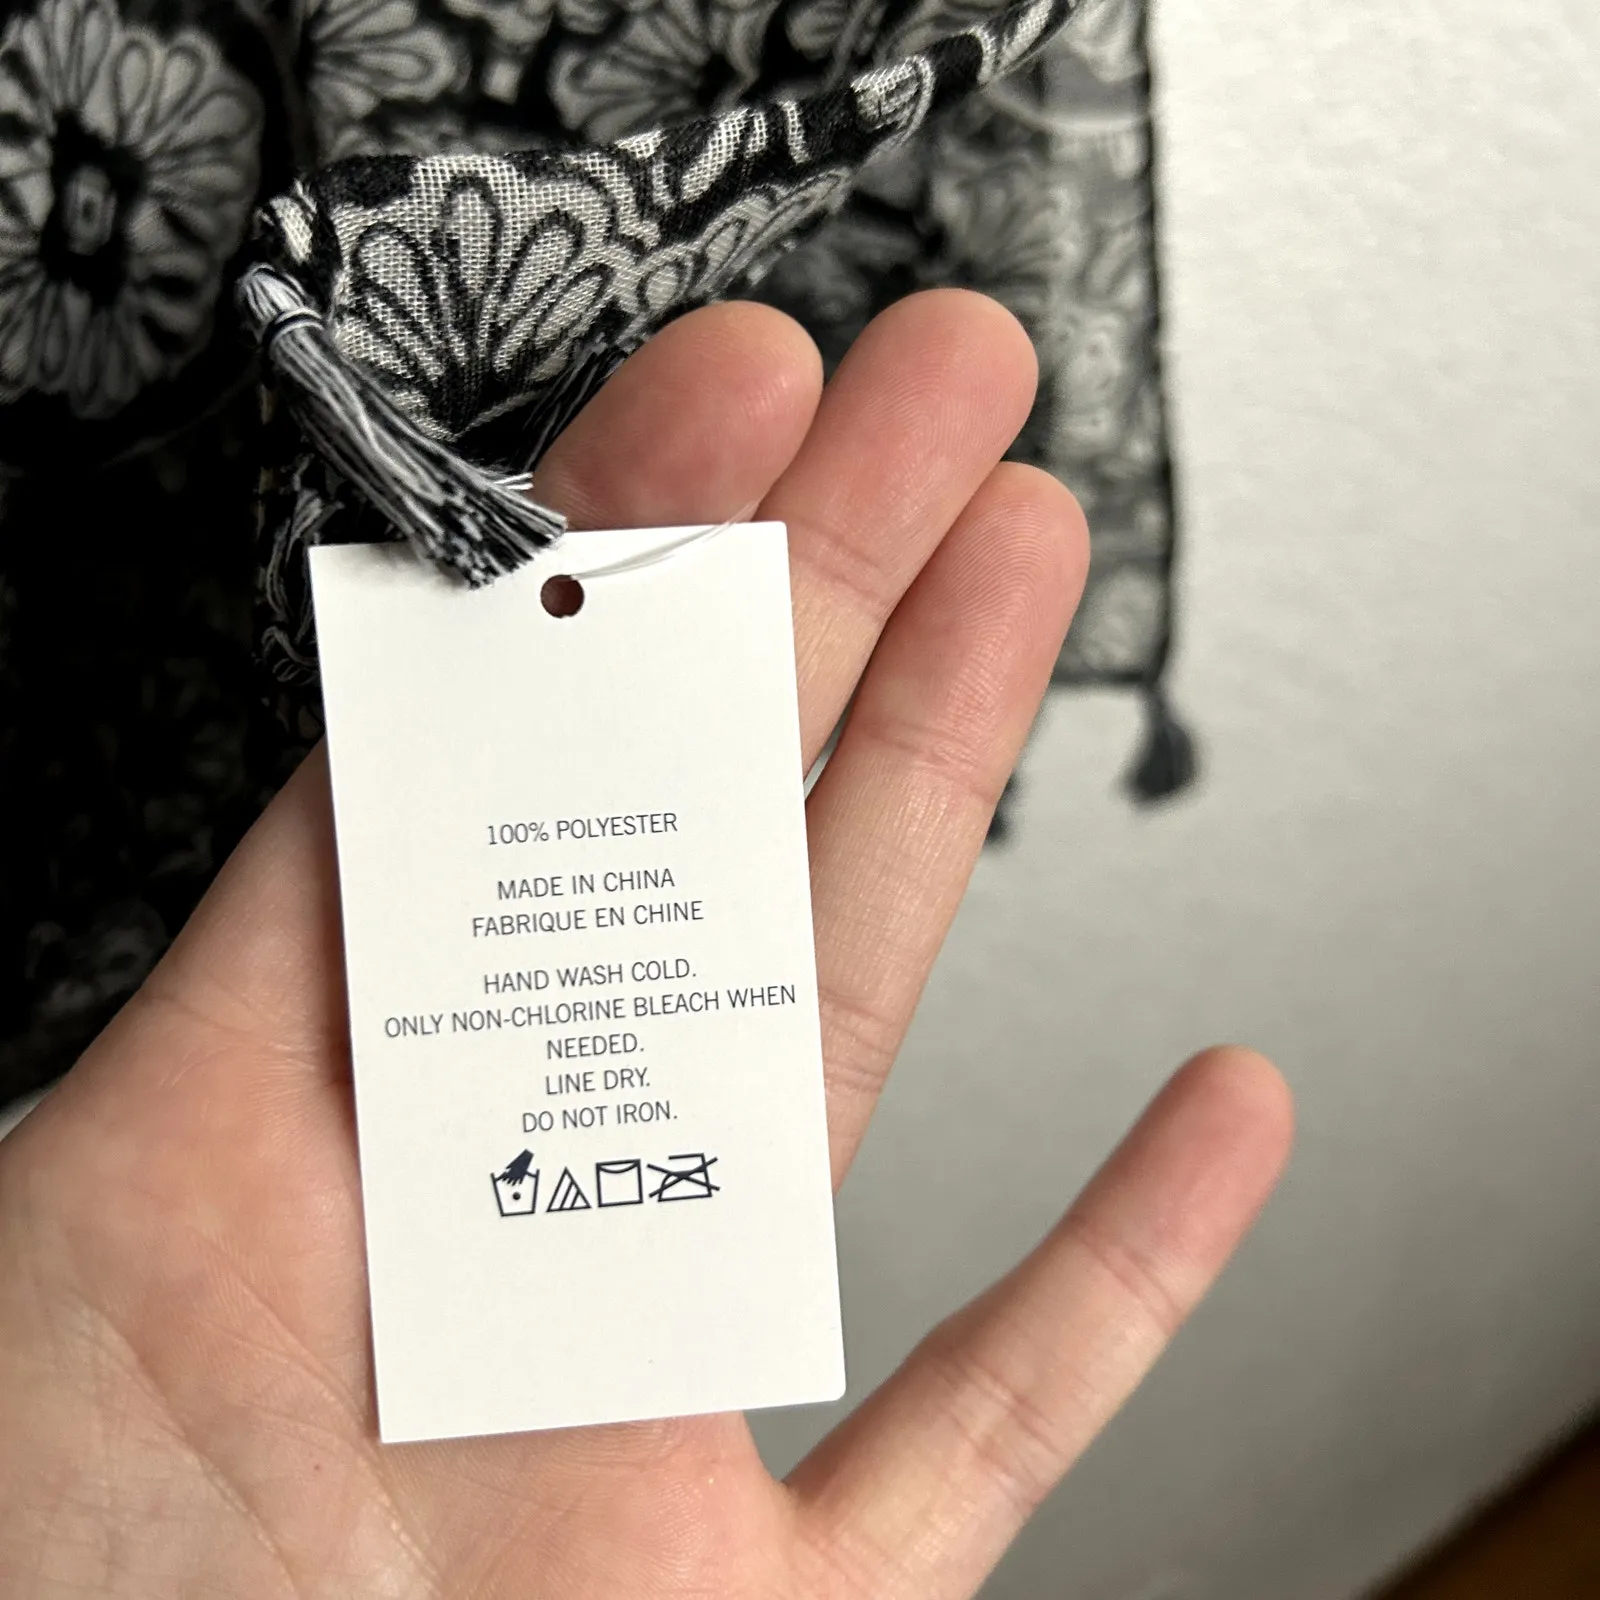 100% POLYESTER
MADE IN CHINA
FABRIQUE EN CHINE
HAND WASH COLD.
ONLY NON-CHLORINE BLEACH WHEN
NEEDED.
LINE DRY.
DO NOT IRON.